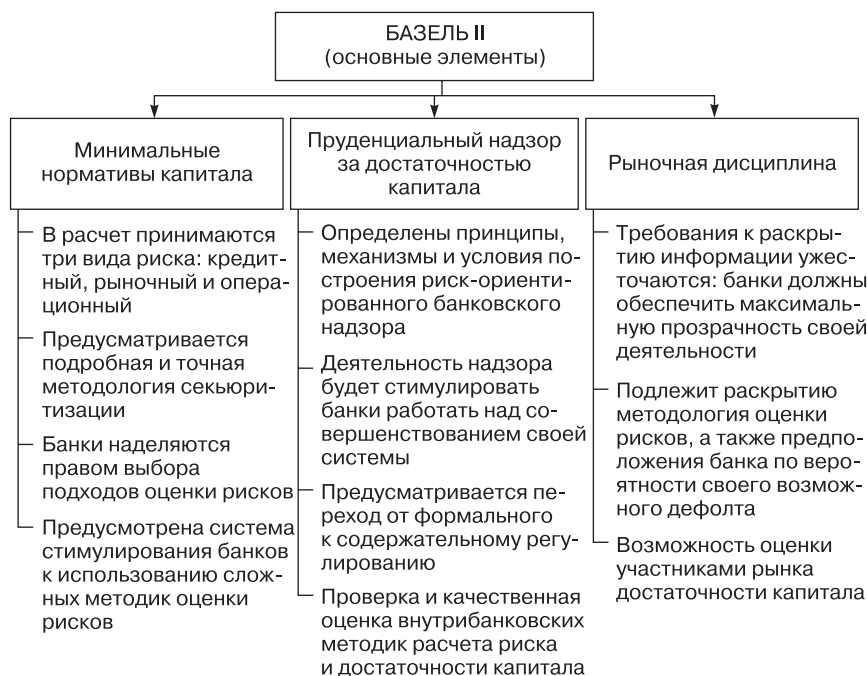 БАЗЕЛЬ II
(основные элементы)
Минимальные
нормативы капитала
В расчет принимаются
три вида риска: кредит-
ный, рыночный и опера-
ционный
Предусматривается
подробная и точная
методология секьюри-
тизации
Банки наделяются
правом выбора
подходов оценки рисков
Предусмотрена система
стимулирования банков
к использованию слож-
ных методик оценки
рисков
Пруденциальный надзор
за достаточностью
капитала
Определены принципы,
механизмы и условия по-
строения риск-ориенти-
рованного банковского
надзора
Деятельность надзора
будет стимулировать
банки работать над со-
вершенствованием своей
системы
Предусматривается пе-
реход от формального
к содержательному регу-
лированию
Проверка и качественная
оценка внутрибанковских
методик расчета риска
и достаточности капитала
Рыночная дисциплина
Требования к раскры-
тию информации ужес-
точаются: банки должны
обеспечить максималь-
ную прозрачность своей
деятельности
Подлежит раскрытию
методология оценки
рисков, а также предпо-
ложения банка по веро-
ятности своего возмож-
ного дефолта
Возможность оценки
участниками рынка
достаточности капитала